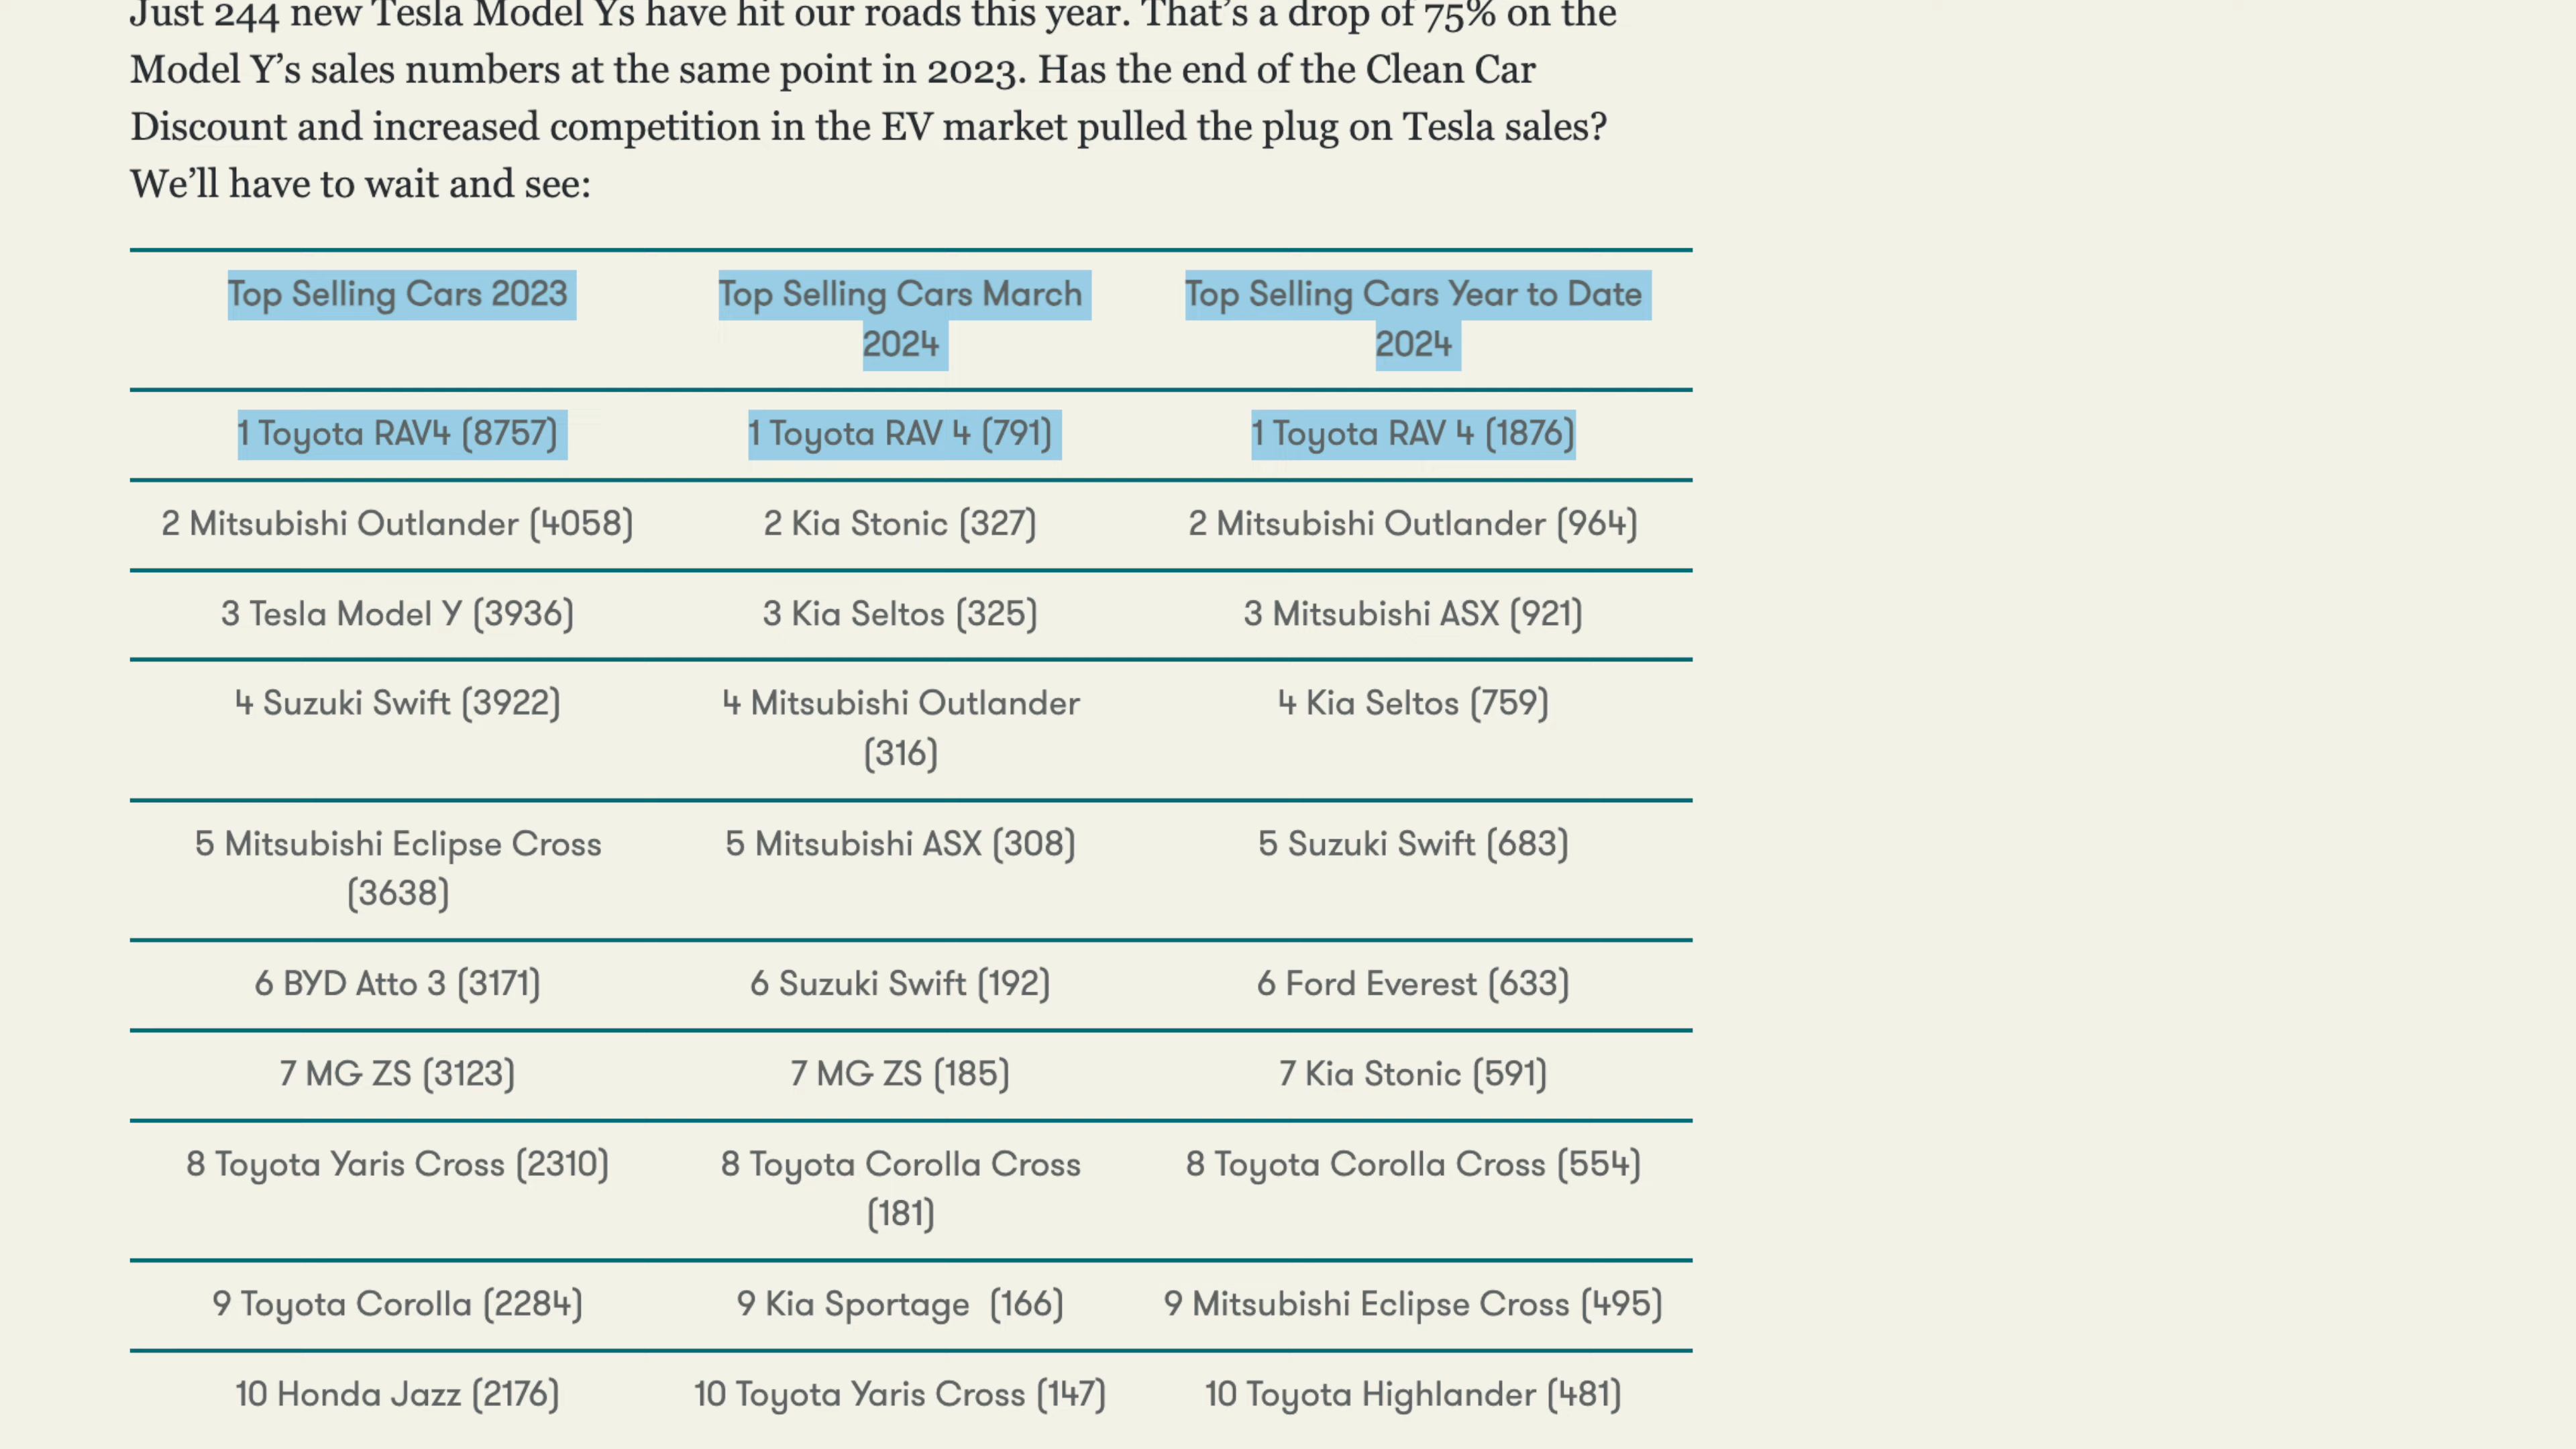 Just 244 new Tesla Model Ys have hit our roads this year. That's a drop of 75% on the
Model Y's sales numbers at the same point in 2023. Has the end of the Clean Car
Discount and increased competition in the EV market pulled the plug on Tesla sales?
We'll have to wait and see:
Top Selling Cars 2023
Top Selling Cars March
2024
Top Selling Cars Year to Date
2024
1 Toyota RAV4 (8757)
1 Toyota RAV 4 (791)
1 Toyota RAV 4 (1876)
2 Mitsubishi Outlander (4058)
2 Kia Stonic (327)
2 Mitsubishi Outlander (964)
3 Tesla Model Y (3936)
3 Kia Seltos (325)
3 Mitsubishi ASX (921)
4 Suzuki Swift (3922)
4 Mitsubishi Outlander
(316)
4 Kia Seltos (759)
5 Mitsubishi Eclipse Cross
(3638)
5 Mitsubishi ASX (308)
5 Suzuki Swift (683)
6 BYD Atto 3 (3171)
6 Suzuki Swift (192)
6 Ford Everest (633)
7 MG ZS (3123)
7 MG ZS (185)
7 Kia Stonic (591)
8 Toyota Yaris Cross (2310)
8 Toyota Corolla Cross
(181)
8 Toyota Corolla Cross (554)
9 Toyota Corolla (2284)
9 Kia Sportage (166)
9 Mitsubishi Eclipse Cross (495)
10 Honda Jazz (2176)
10 Toyota Yaris Cross (147)
10 Toyota Highlander (481)